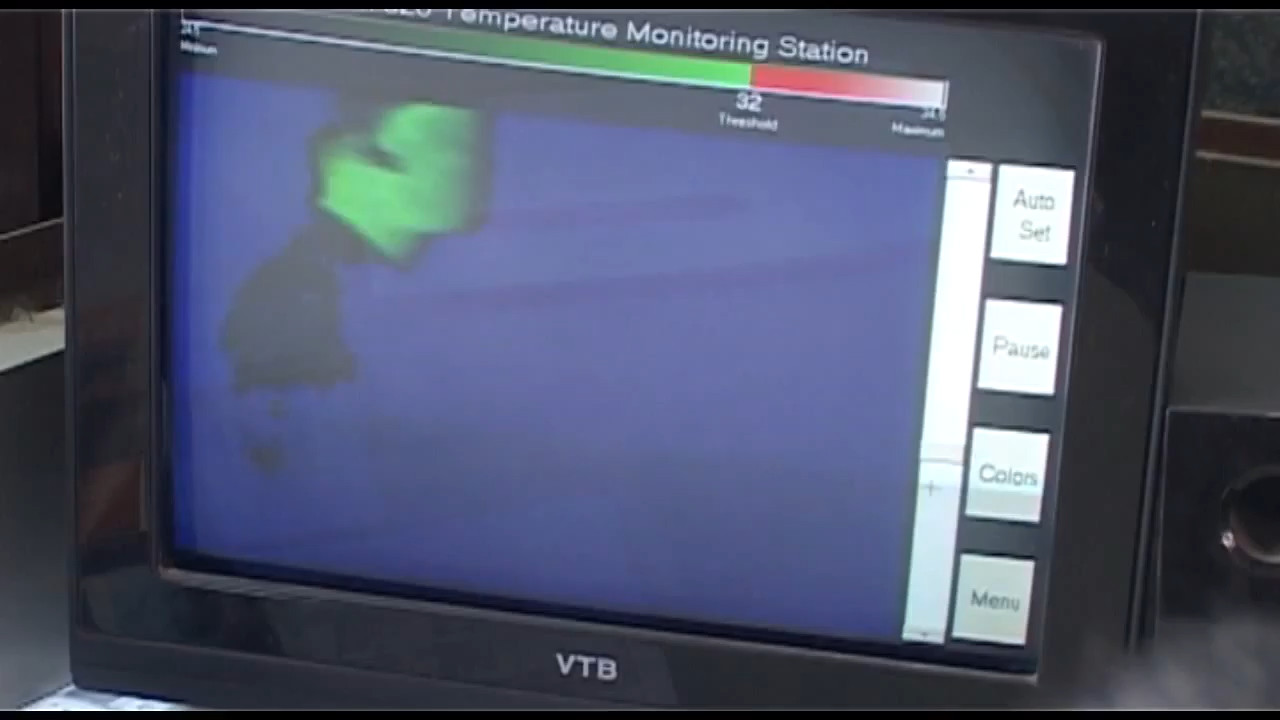 Temperature Monitoring Station
32
Threshold
Maximum
Auto
Set
Pause
Colors
Menu
VTB